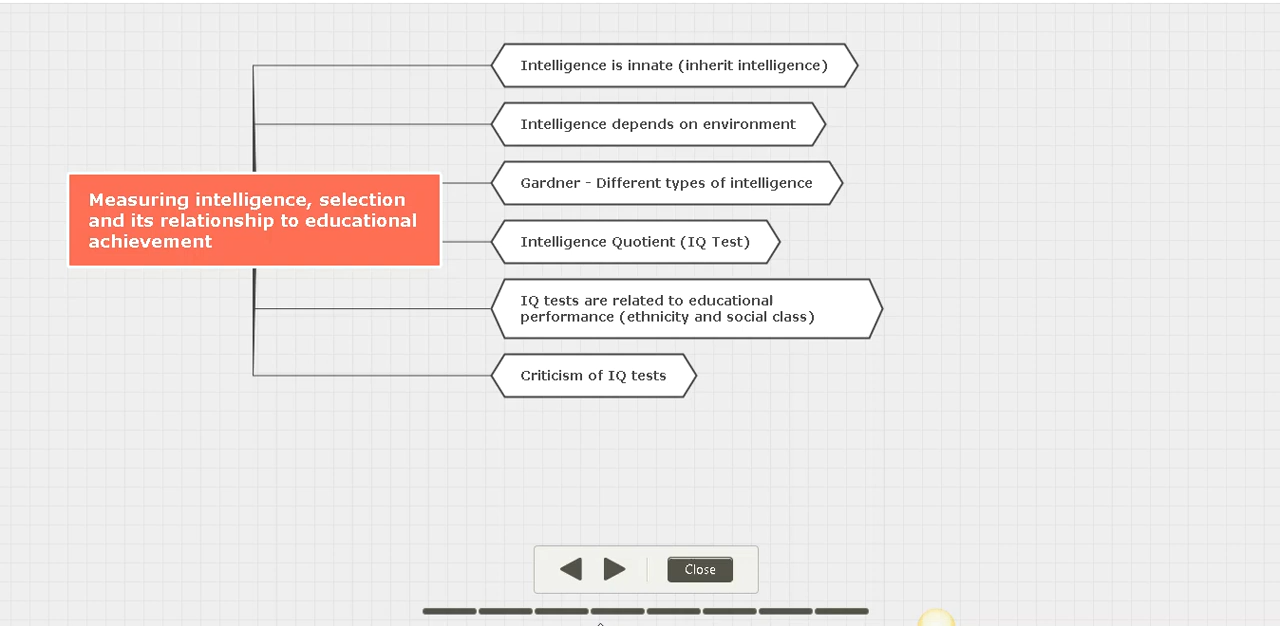 Intelligence is innate (inherit intelligence)
Intelligence depends on environment
Gardner - Different types of intelligence
Measuring intelligence, selection
and its relationship to educational
achievement
Intelligence Quotient (IQ Test)
IQ tests are related to educational
performance (ethnicity and social class)
Criticism of IQ tests
Close